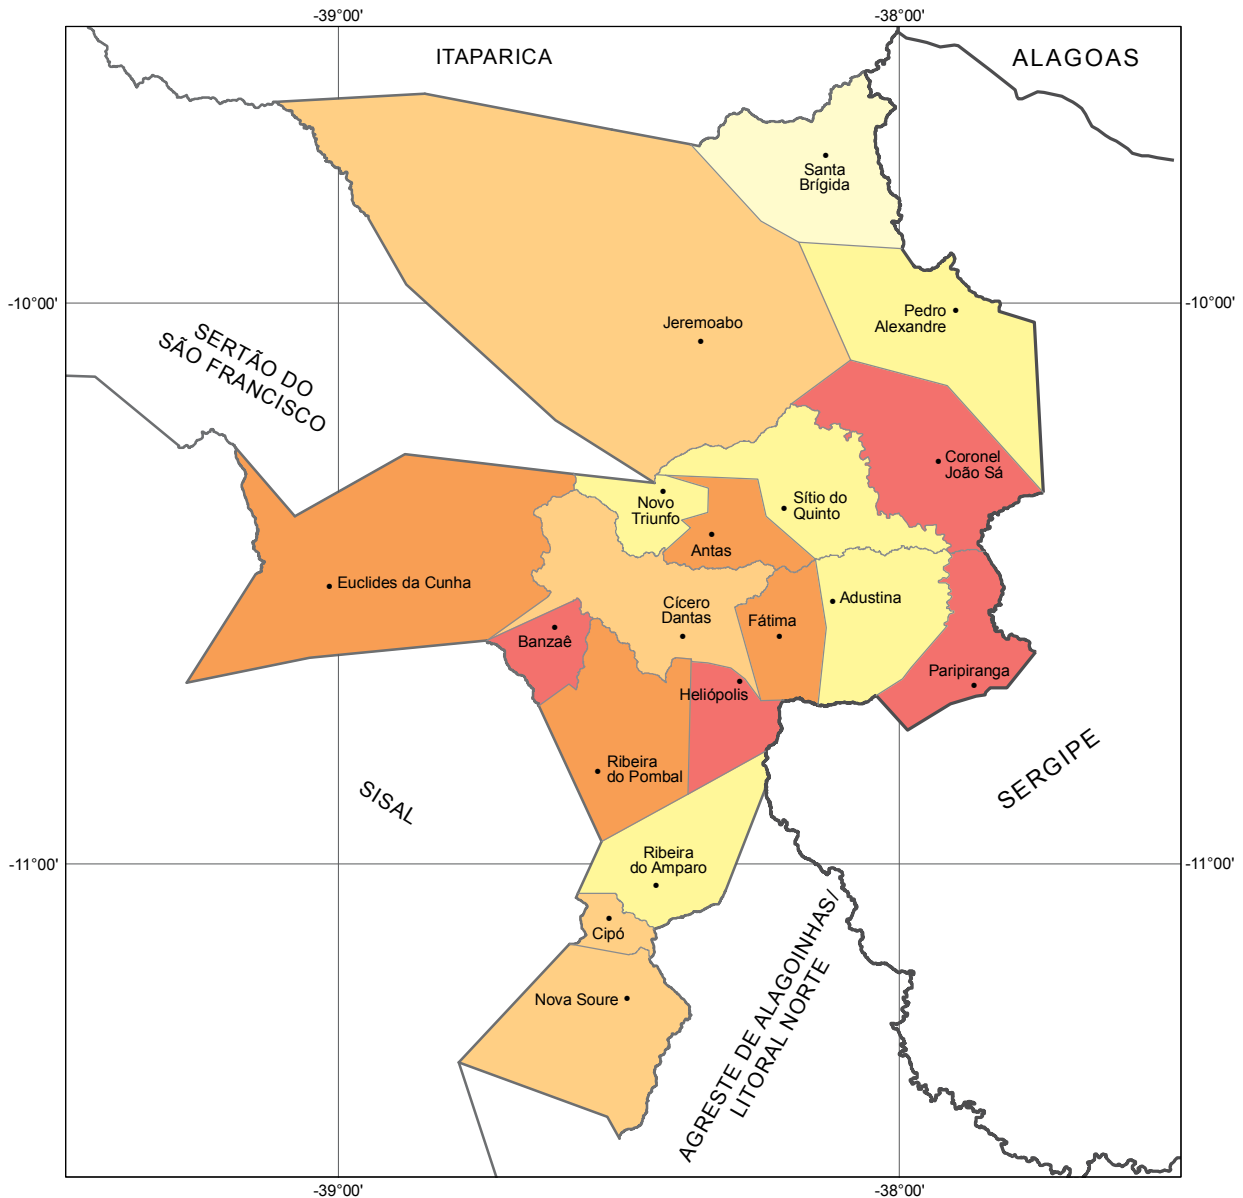 -39°00'
-38°00'
ITAPARICA
ALAGOAS
Santa
Brígida
-10°00'
-10°00'
Pedro
Alexandre
Jeremoabo
SERTÃO DO
SÃO FRANCISCO
Coronel
João Sá
Novo
Triunfo
Sítio do
Quinto
Antas
Euclides da Cunha
Adustina
Cícero
Dantas
Fátima
Banzaê
Paripiranga
Heliópolis
Ribeira
do Pombal
SERGIPE
SISAL
-11°00'
-11°00'
Ribeira
do Amparo
Cipó
Nova Soure
AGRESTE DE ALAGOINHAS/
LITORAL NORTE
-39°00'
-38°00'